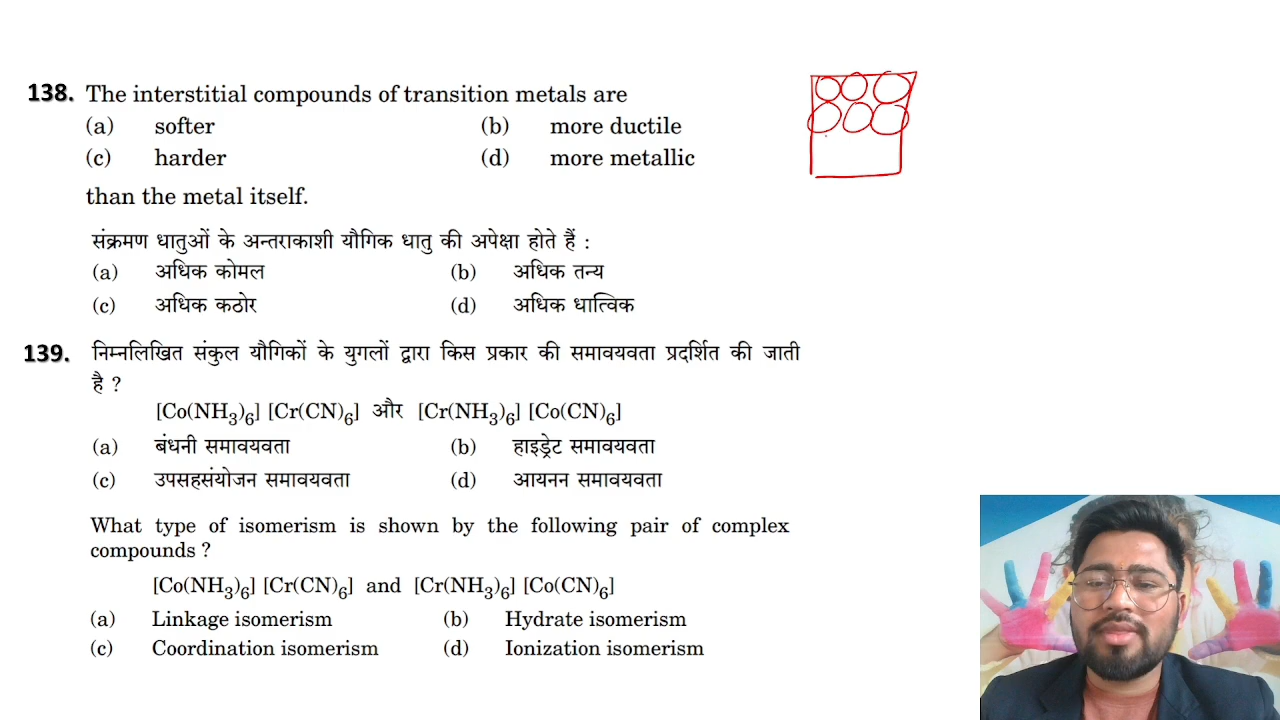 138. The interstitial compounds of transition metals are
(a) softer (b) more ductile
(c) harder (d) more metallic
than the metal itself.
संक्रमण धातुओं के अन्तराकाशी यौगिक धातु की अपेक्षा होते हैं :
(a) अधिक कोमल (b) अधिक तन्य
(c) अधिक कठोर (d) अधिक धात्विक
139. निम्नलिखित संकुल यौगिकों के युगलों द्वारा किस प्रकार की समावयवता प्रदर्शित की जाती
है ?
[Co(NH₃)₆] [Cr(CN)₆] और [Cr(NH₃)₆] [Co(CN)₆]
(a) बंधनी समावयवता (b) हाइड्रेट समावयवता
(c) उपसहसंयोजन समावयवता (d) आयनन समावयवता
What type of isomerism is shown by the following pair of complex
compounds ?
[Co(NH₃)₆] [Cr(CN)₆] and [Cr(NH₃)₆] [Co(CN)₆]
(a) Linkage isomerism (b) Hydrate isomerism
(c) Coordination isomerism (d) Ionization isomerism